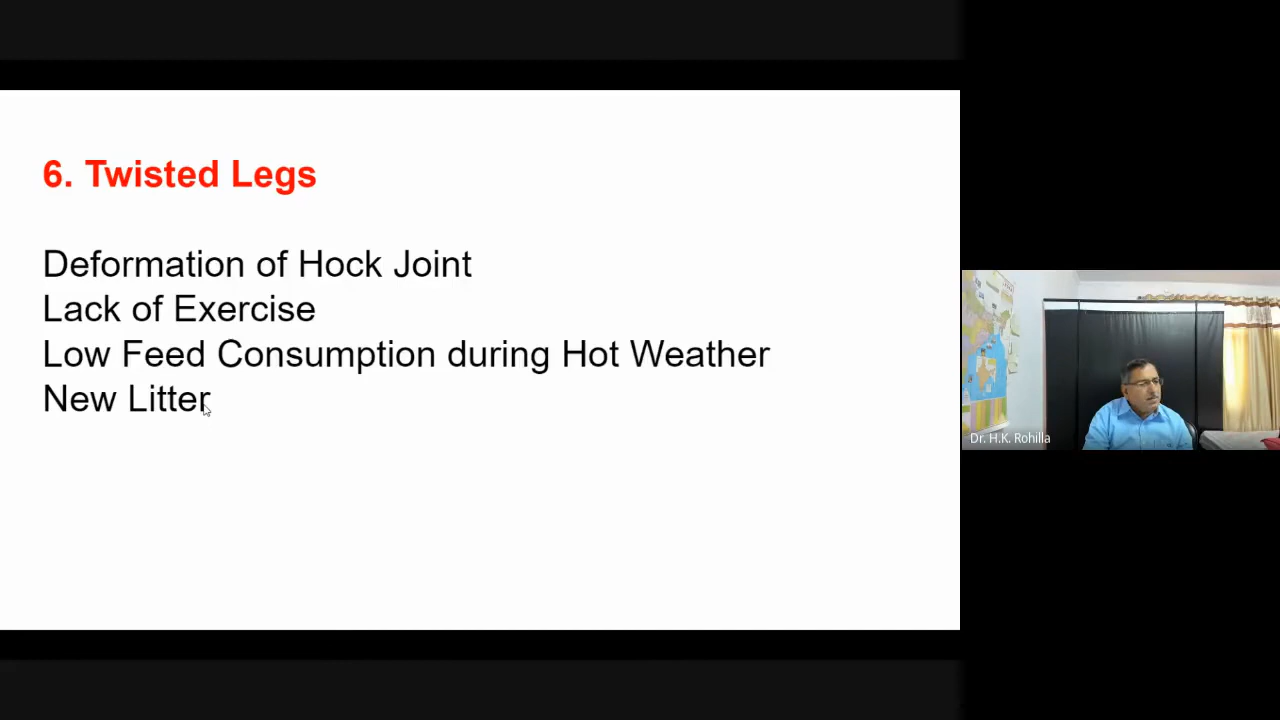 6. Twisted Legs
Deformation of Hock Joint
Lack of Exercise
Low Feed Consumption during Hot Weather
New Litter
Dr. H.K. Rohilla